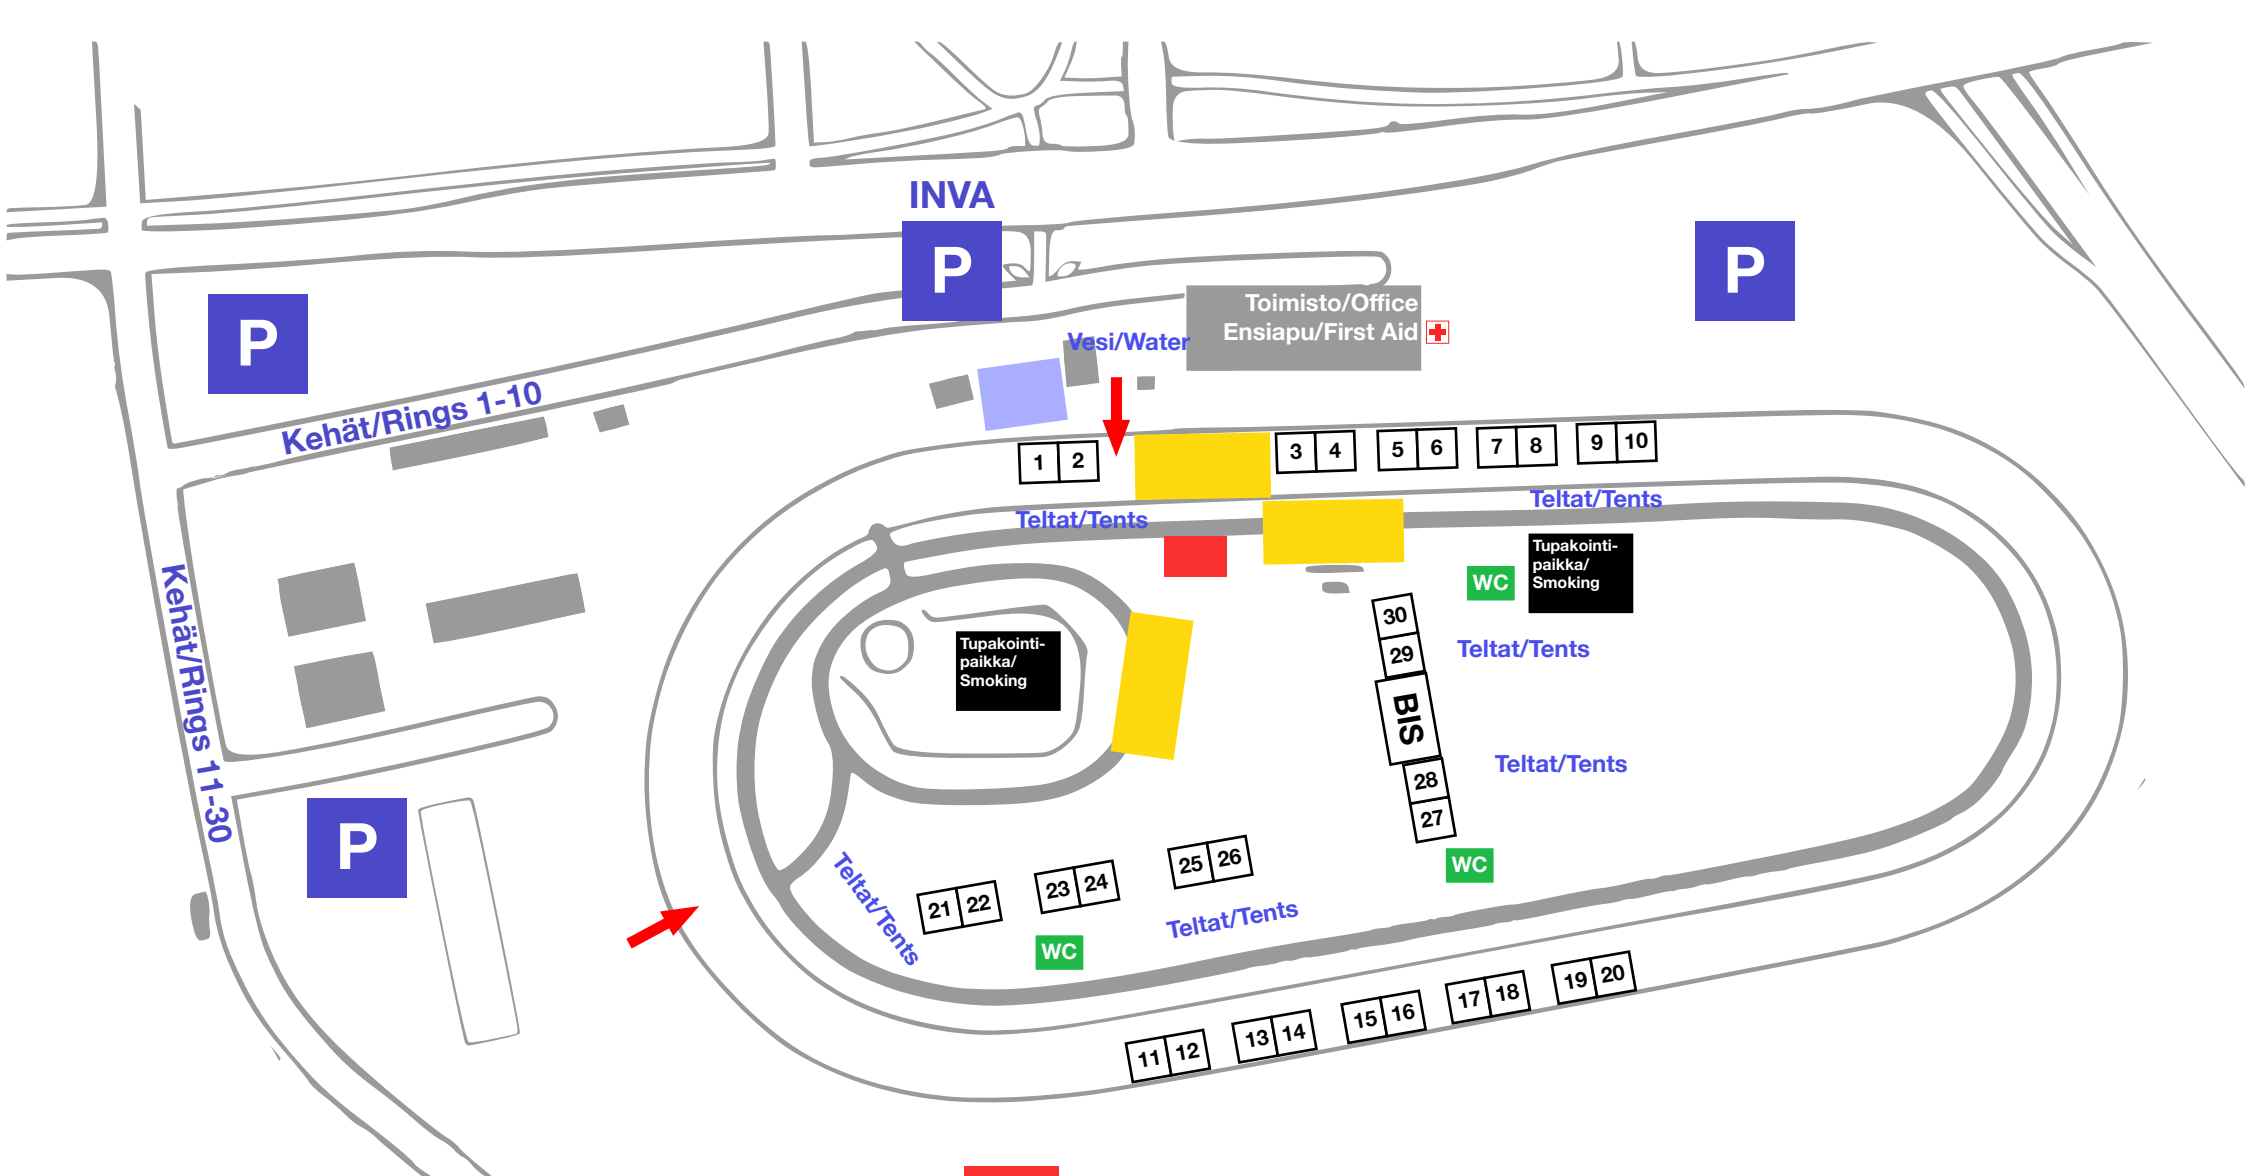 INVA
P
P
P
Toimisto/Office
Ensiapu/First Aid
Vesi/Water
Kehät/Rings 1-10
1 2
3 4
5 6
7 8
9 10
Teltat/Tents
Teltat/Tents
WC
Tupakointi-
paikka/
Smoking
Tupakointi-
paikka/
Smoking
30
29
BIS
28
27
Teltat/Tents
Teltat/Tents
Kehät/Rings 11-30
P
WC
25 26
23 24
21 22
Teltat/Tents
Teltat/Tents
WC
19 20
17 18
15 16
13 14
11 12